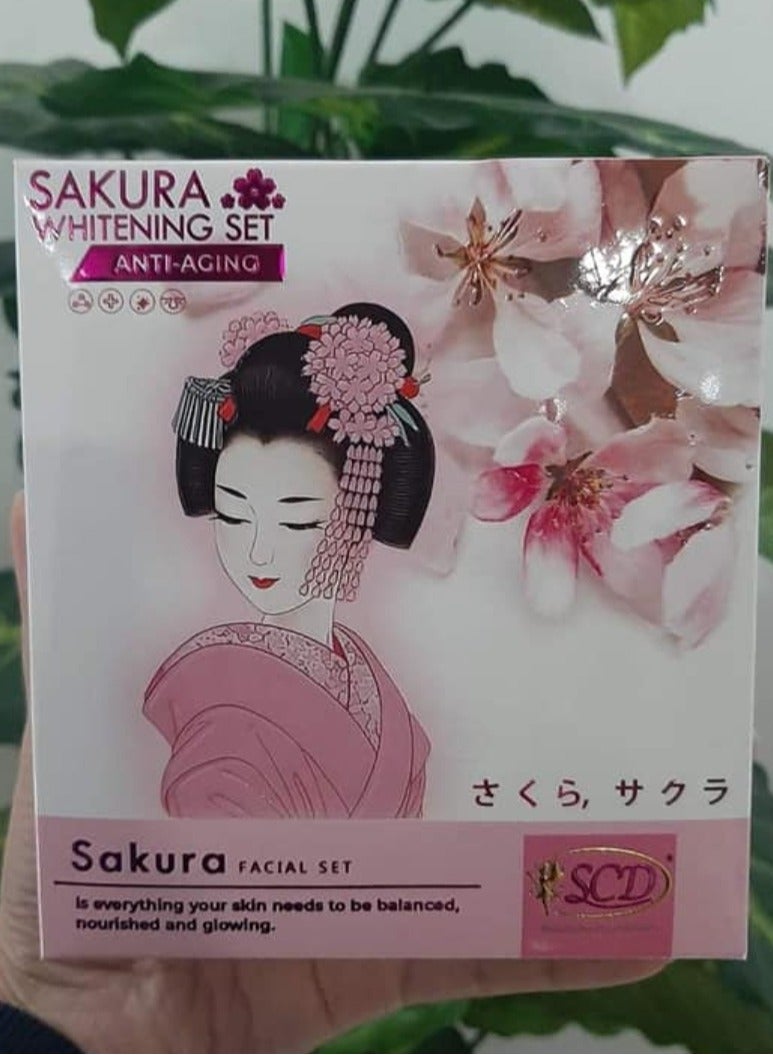 SAKURA
WHITENING SET
ANTI-AGING
さくら, サクラ
Sakura FACIAL SET
is everything your skin needs to be balanced,
nourished and glowing.
SCD